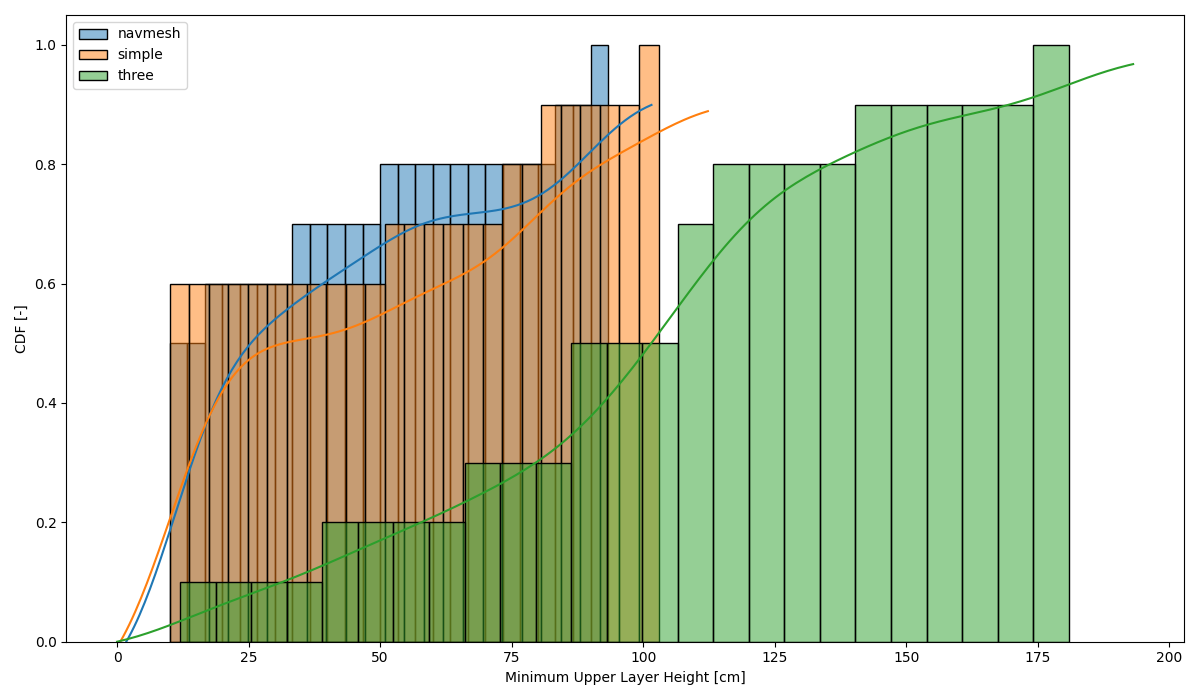 navmesh
simple
three
CDF [-]
1.0
0.8
0.6
0.4
0.2
0.0
0 25 50 75 100 125 150 175 200
Minimum Upper Layer Height [cm]